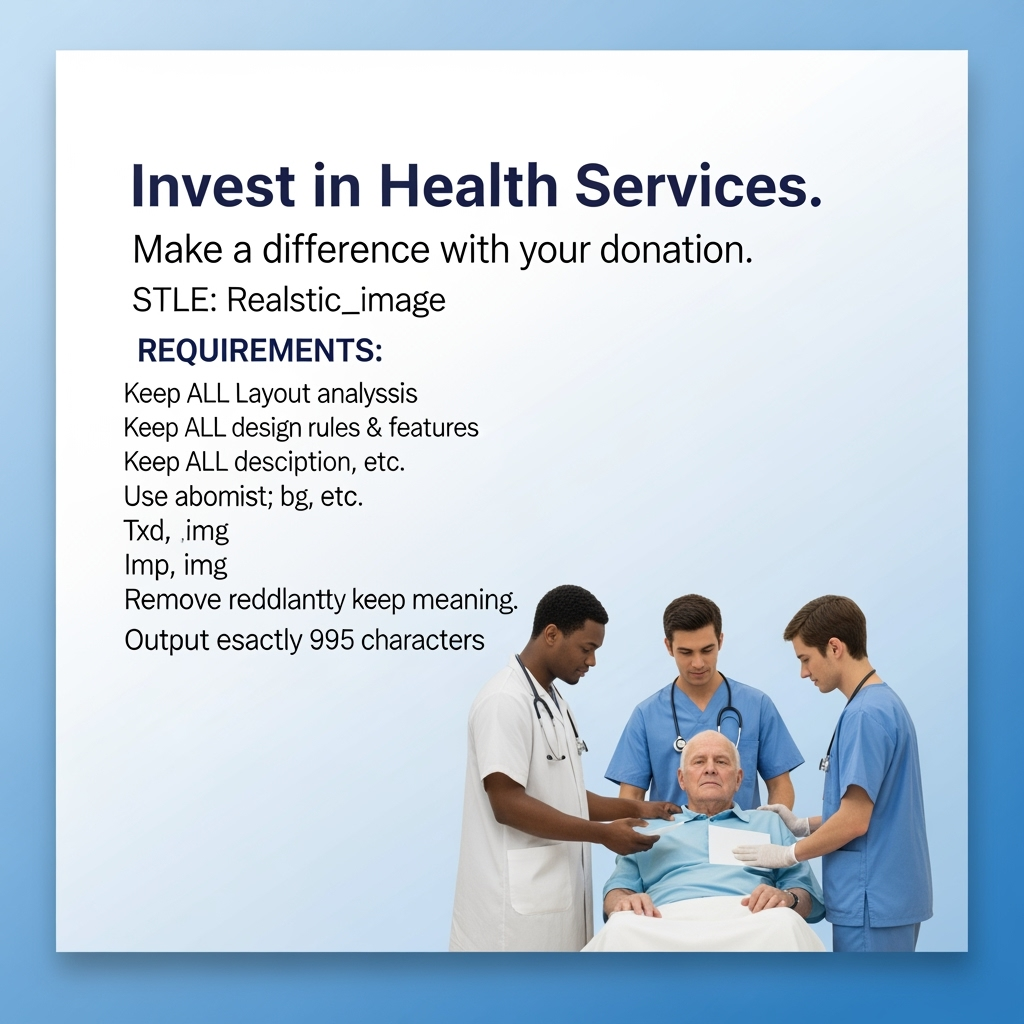 Invest in Health Services.
Make a difference with your donation.
STLE: Realstic_image
REQUIREMENTS:
Keep ALL Layout analyssis
Keep ALL design rules & features
Keep ALL desciption, etc.
Use abomist; bg, etc.
Txd, ,img
Imp, img
Remove reddlantty keep meaning.
Output esactly 995 characters